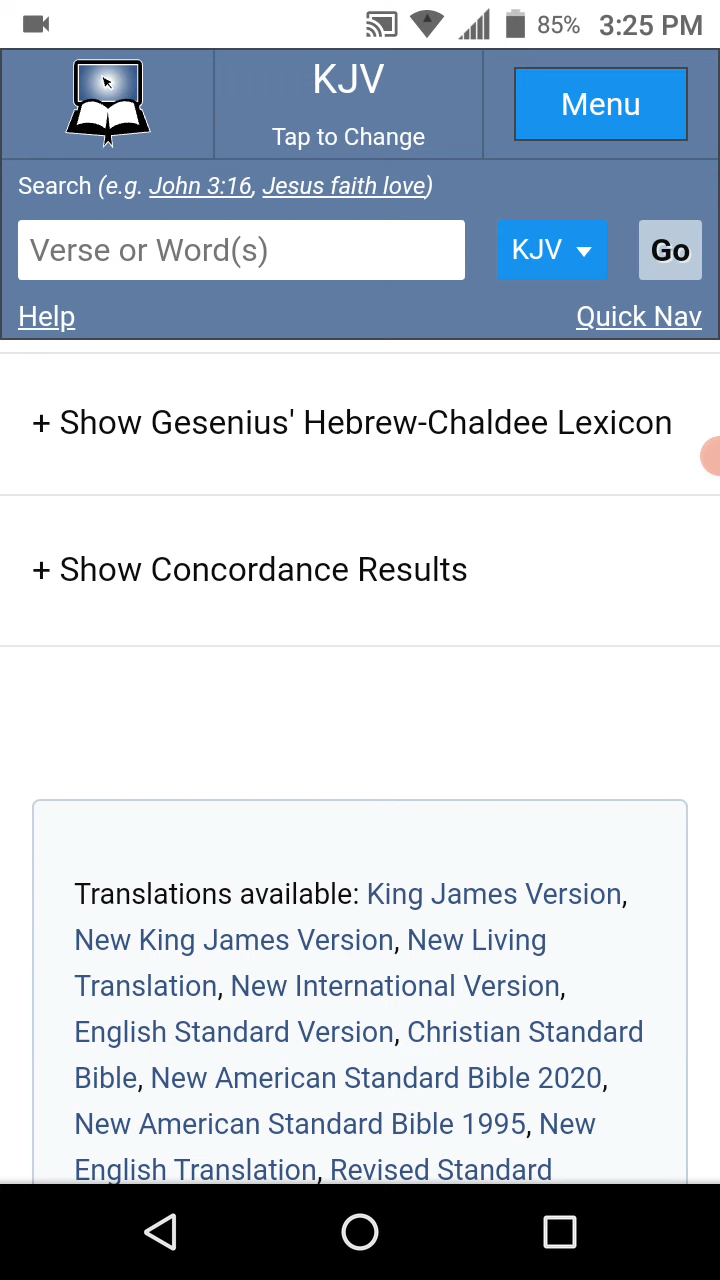 85% 3:25 PM
KJV
Tap to Change
Menu
Search (e.g. John 3:16, Jesus faith love)
Verse or Word(s)
KJV
Go
Help
Quick Nav
+ Show Gesenius' Hebrew-Chaldee Lexicon
+ Show Concordance Results
Translations available: King James Version,
New King James Version, New Living
Translation, New International Version,
English Standard Version, Christian Standard
Bible, New American Standard Bible 2020,
New American Standard Bible 1995, New
English Translation, Revised Standard